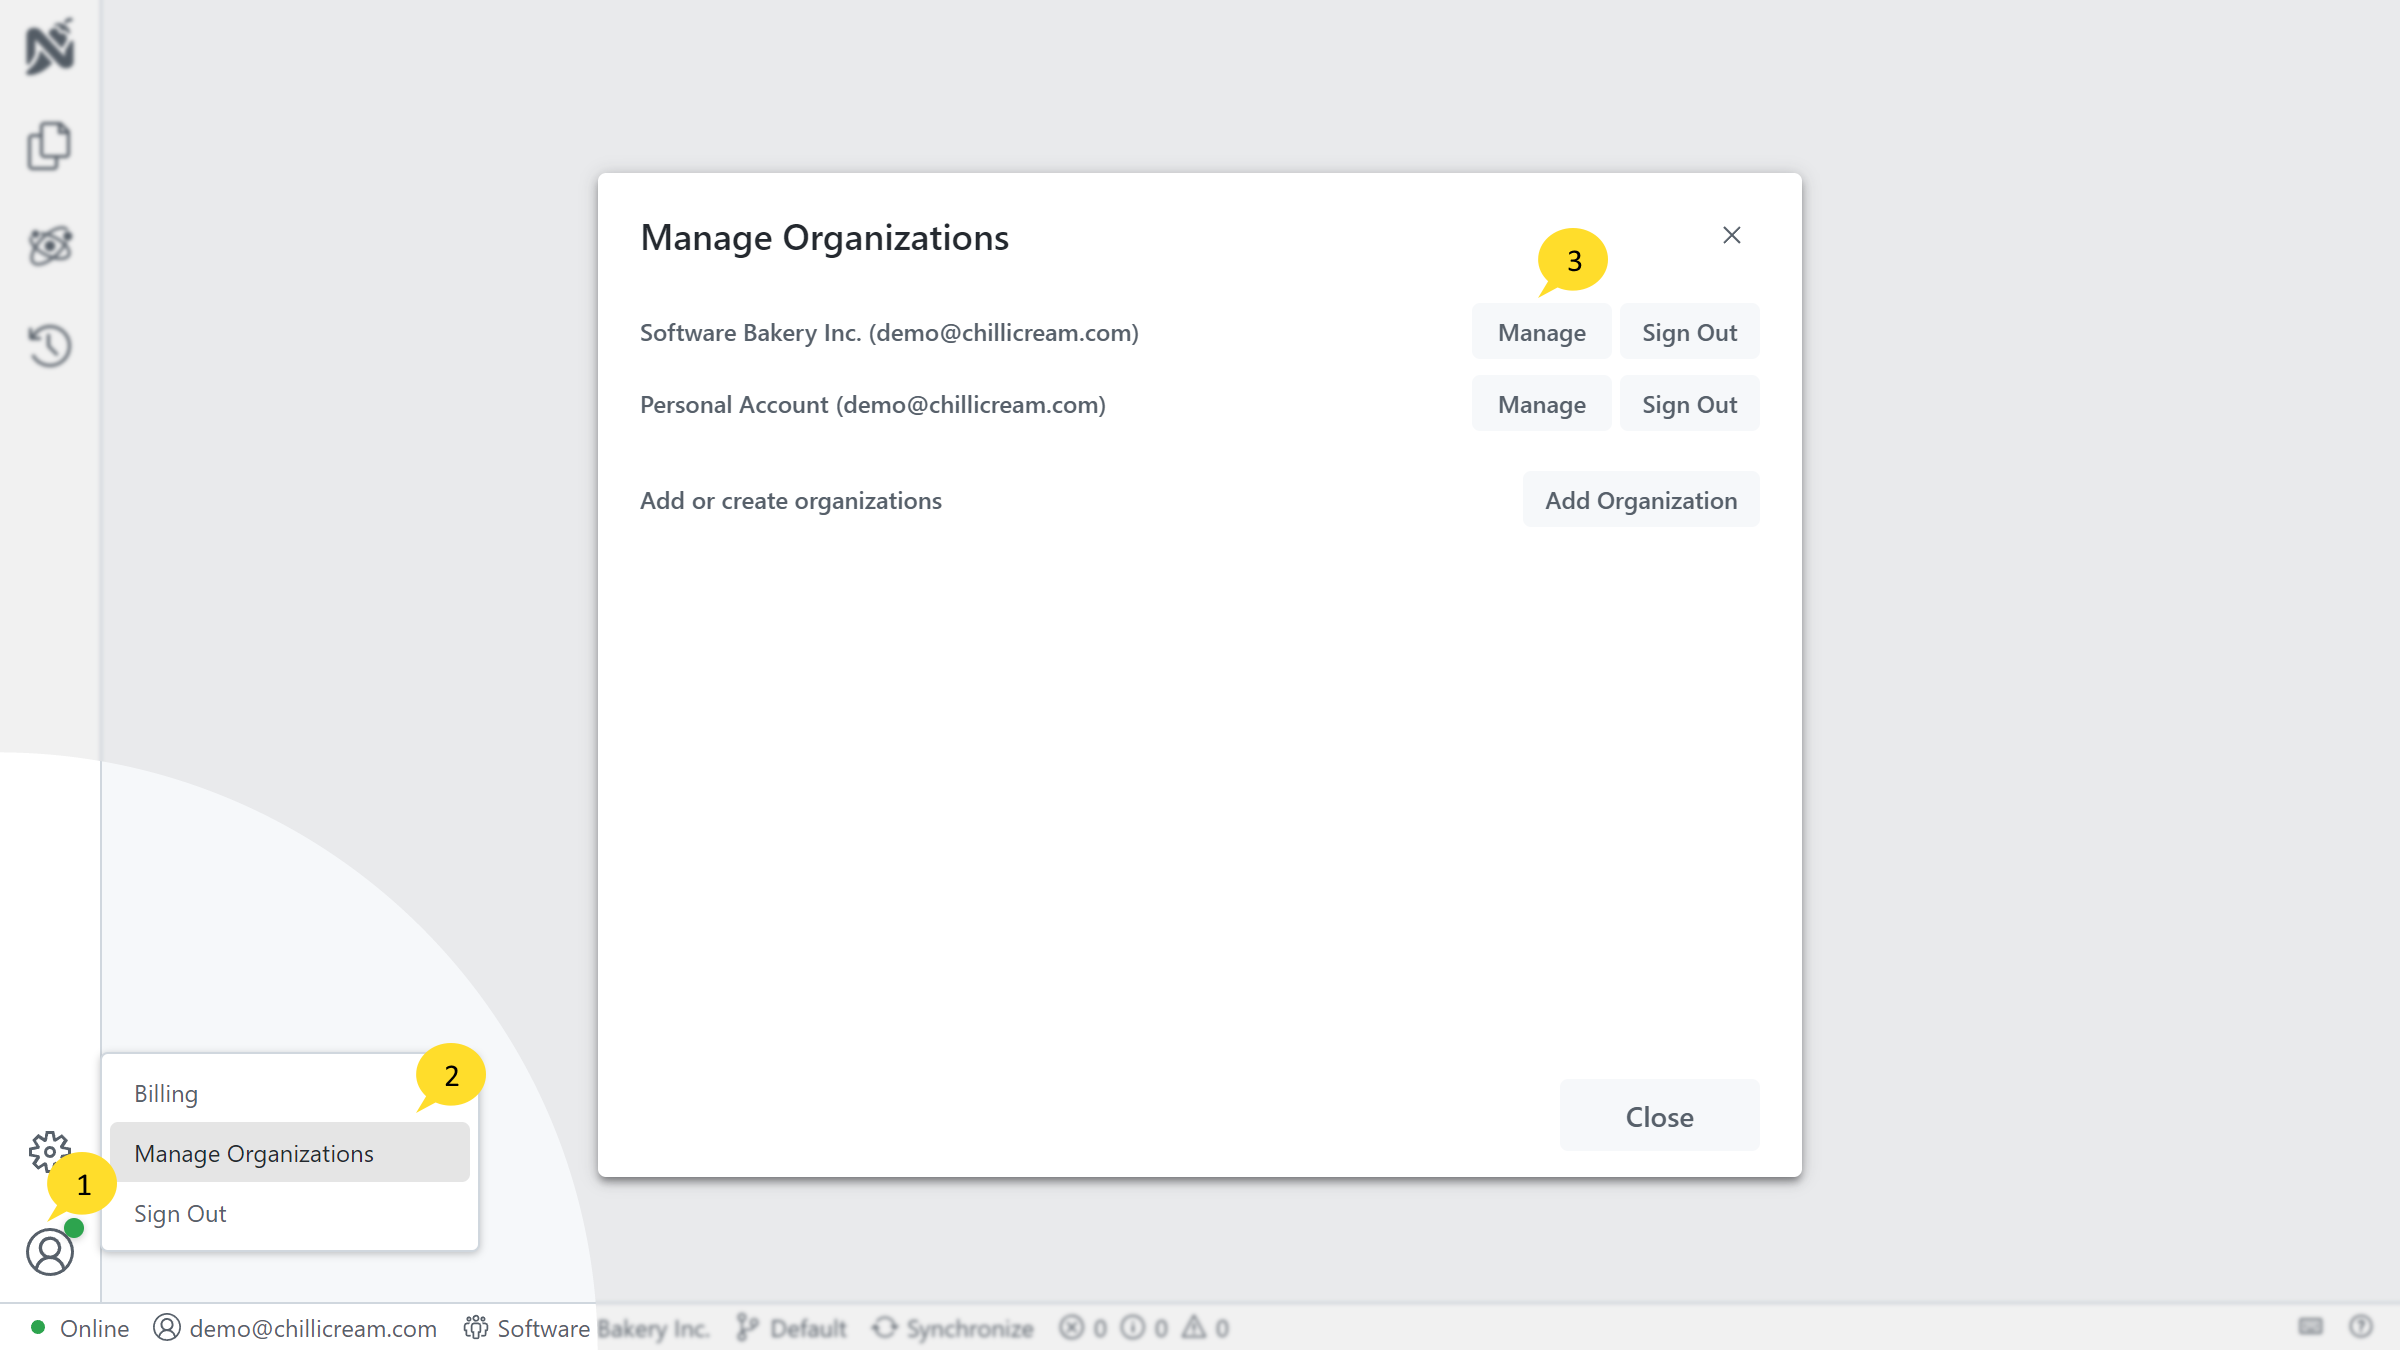 Manage Organizations
3
Software Bakery Inc. (demo@chillicream.com)
Manage
Sign Out
Personal Account (demo@chillicream.com)
Manage
Sign Out
Add or create organizations
Add Organization
Close
2
Billing
Manage Organizations
1
Sign Out
Online
demo@chillicream.com
Software Bakery Inc.
Default
Synchronize
0
0
0